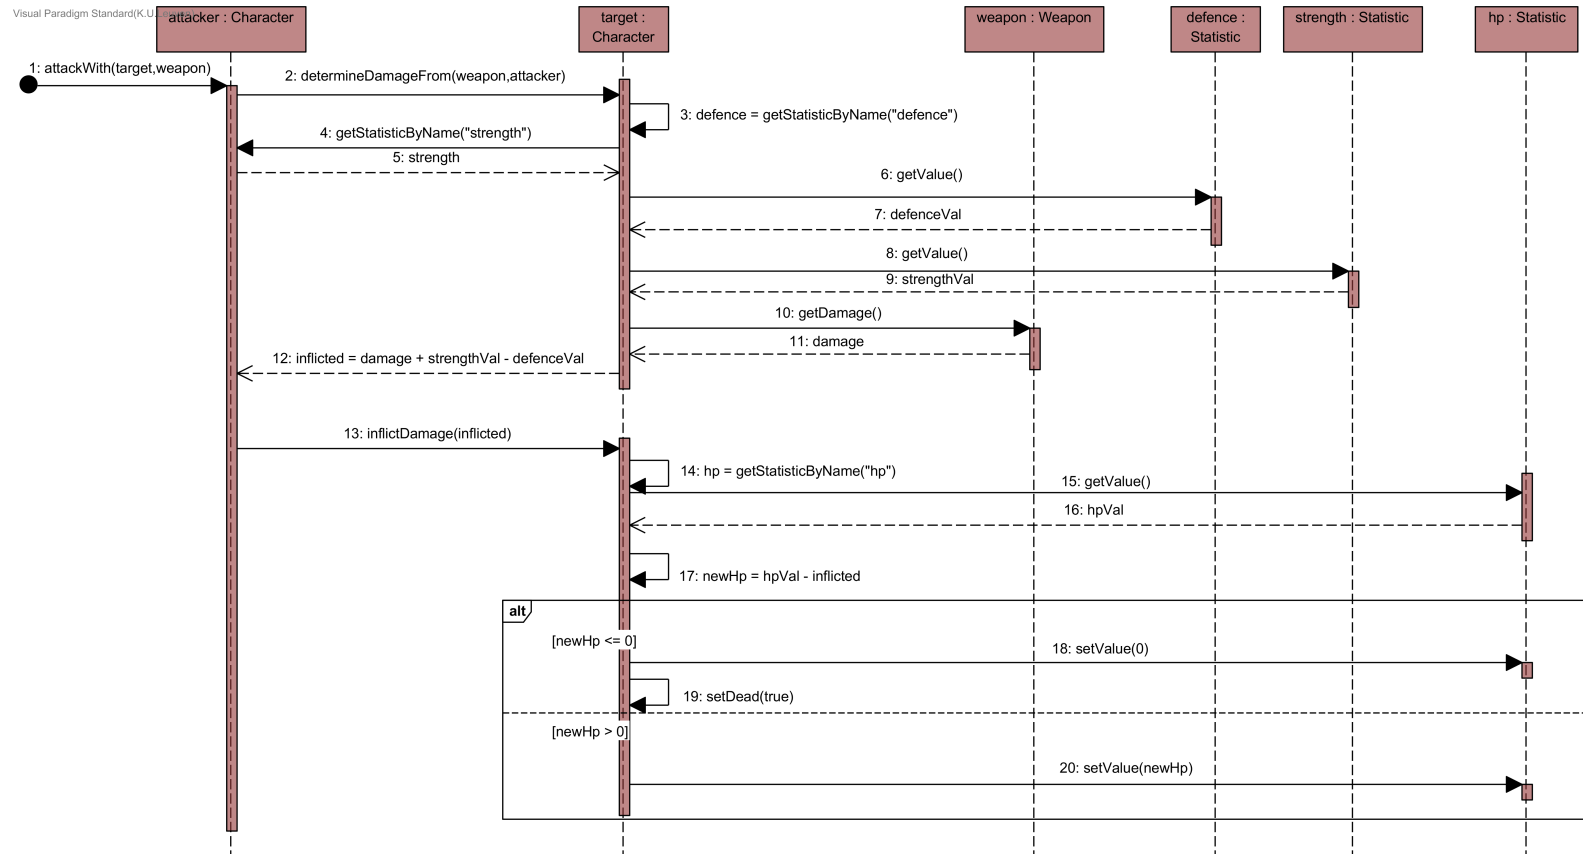 Visual Paradigm Standard(K.U.Leuven)
attacker : Character
target :
Character
weapon : Weapon
defence :
Statistic
strength : Statistic
hp : Statistic
1: attackWith(target,weapon)
2: determineDamageFrom(weapon,attacker)
3: defence = getStatisticByName("defence")
4: getStatisticByName("strength")
5: strength
6: getValue()
7: defenceVal
8: getValue()
9: strengthVal
10: getDamage()
11: damage
12: inflicted = damage + strengthVal - defenceVal
13: inflictDamage(inflicted)
14: hp = getStatisticByName("hp")
15: getValue()
16: hpVal
17: newHp = hpVal - inflicted
alt
[newHp <= 0]
18: setValue(0)
19: setDead(true)
[newHp > 0]
20: setValue(newHp)